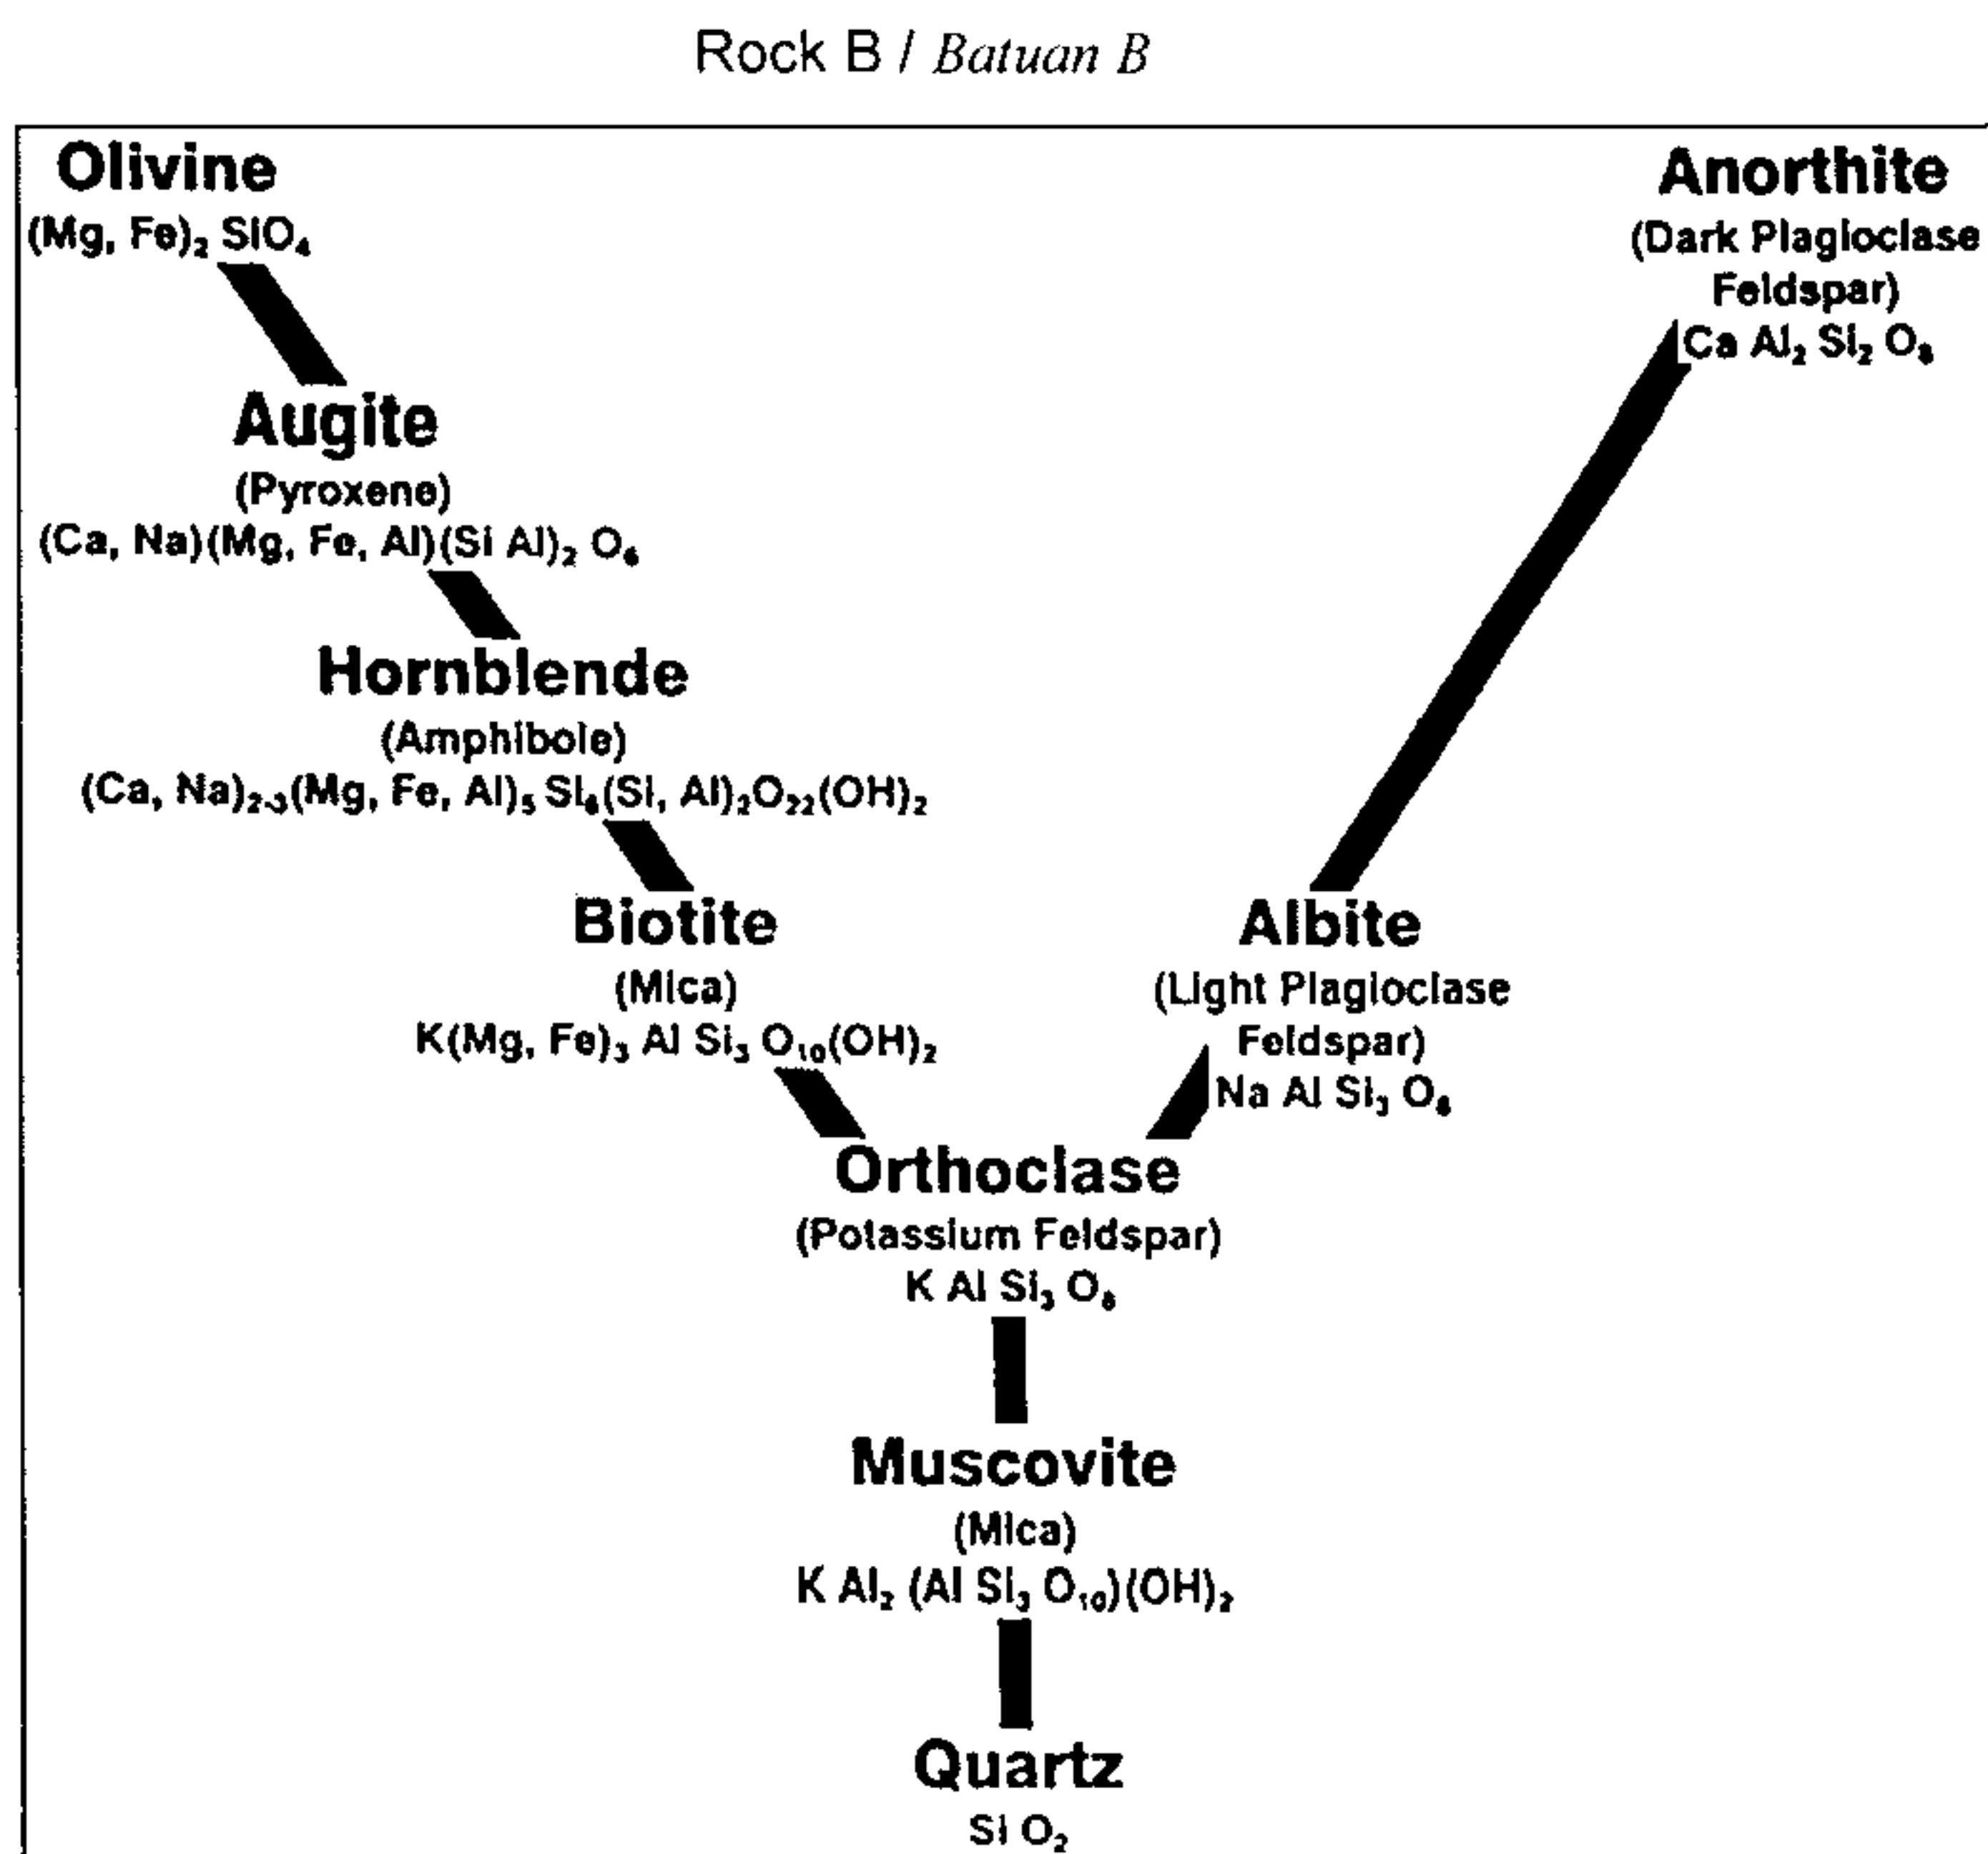 Rock B / Batuan B
Olivine
(Mg, Fe)₂ SiO₄
Augite
(Pyroxene)
(Ca, Na)(Mg, Fe, Al)(Si Al)₂ O₆
Hornblende
(Amphibole)
(Ca, Na)₂₋₃(Mg, Fe, Al)₅ Si₆(Si, Al)₂O₂₂(OH)₂
Biotite
(Mica)
K(Mg, Fe)₃ Al Si₃ O₁₀(OH)₂
Anorthite
(Dark Plagioclase
Feldspar)
Ca Al₂ Si₂ O₈
Albite
(Light Plagioclase
Feldspar)
Na Al Si₃ O₈
Orthoclase
(Potassium Feldspar)
K Al Si₃ O₈
Muscovite
(Mica)
K Al₂ (Al Si₃ O₁₀)(OH)₂
Quartz
Si O₂